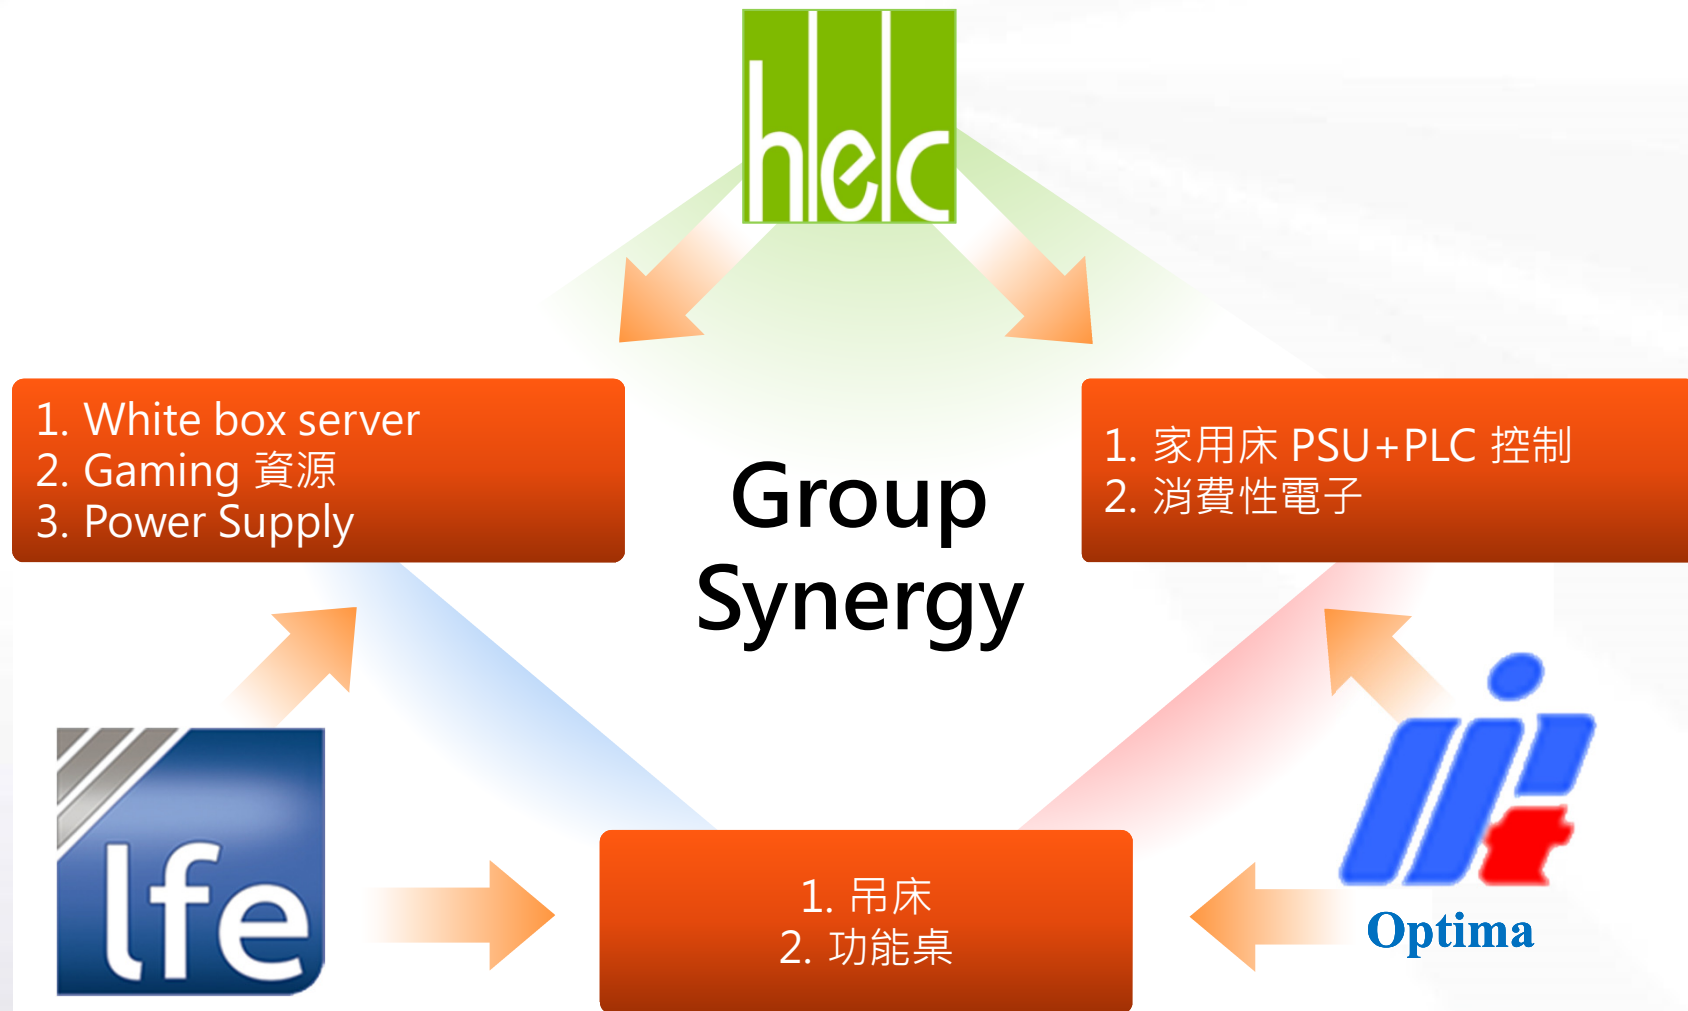 hlelc
1. White box server
2. Gaming 資源
3. Power Supply
Group
Synergy
1. 家用床 PSU+PLC 控制
2. 消費性電子
lfe
1. 吊床
2. 功能桌
Optima